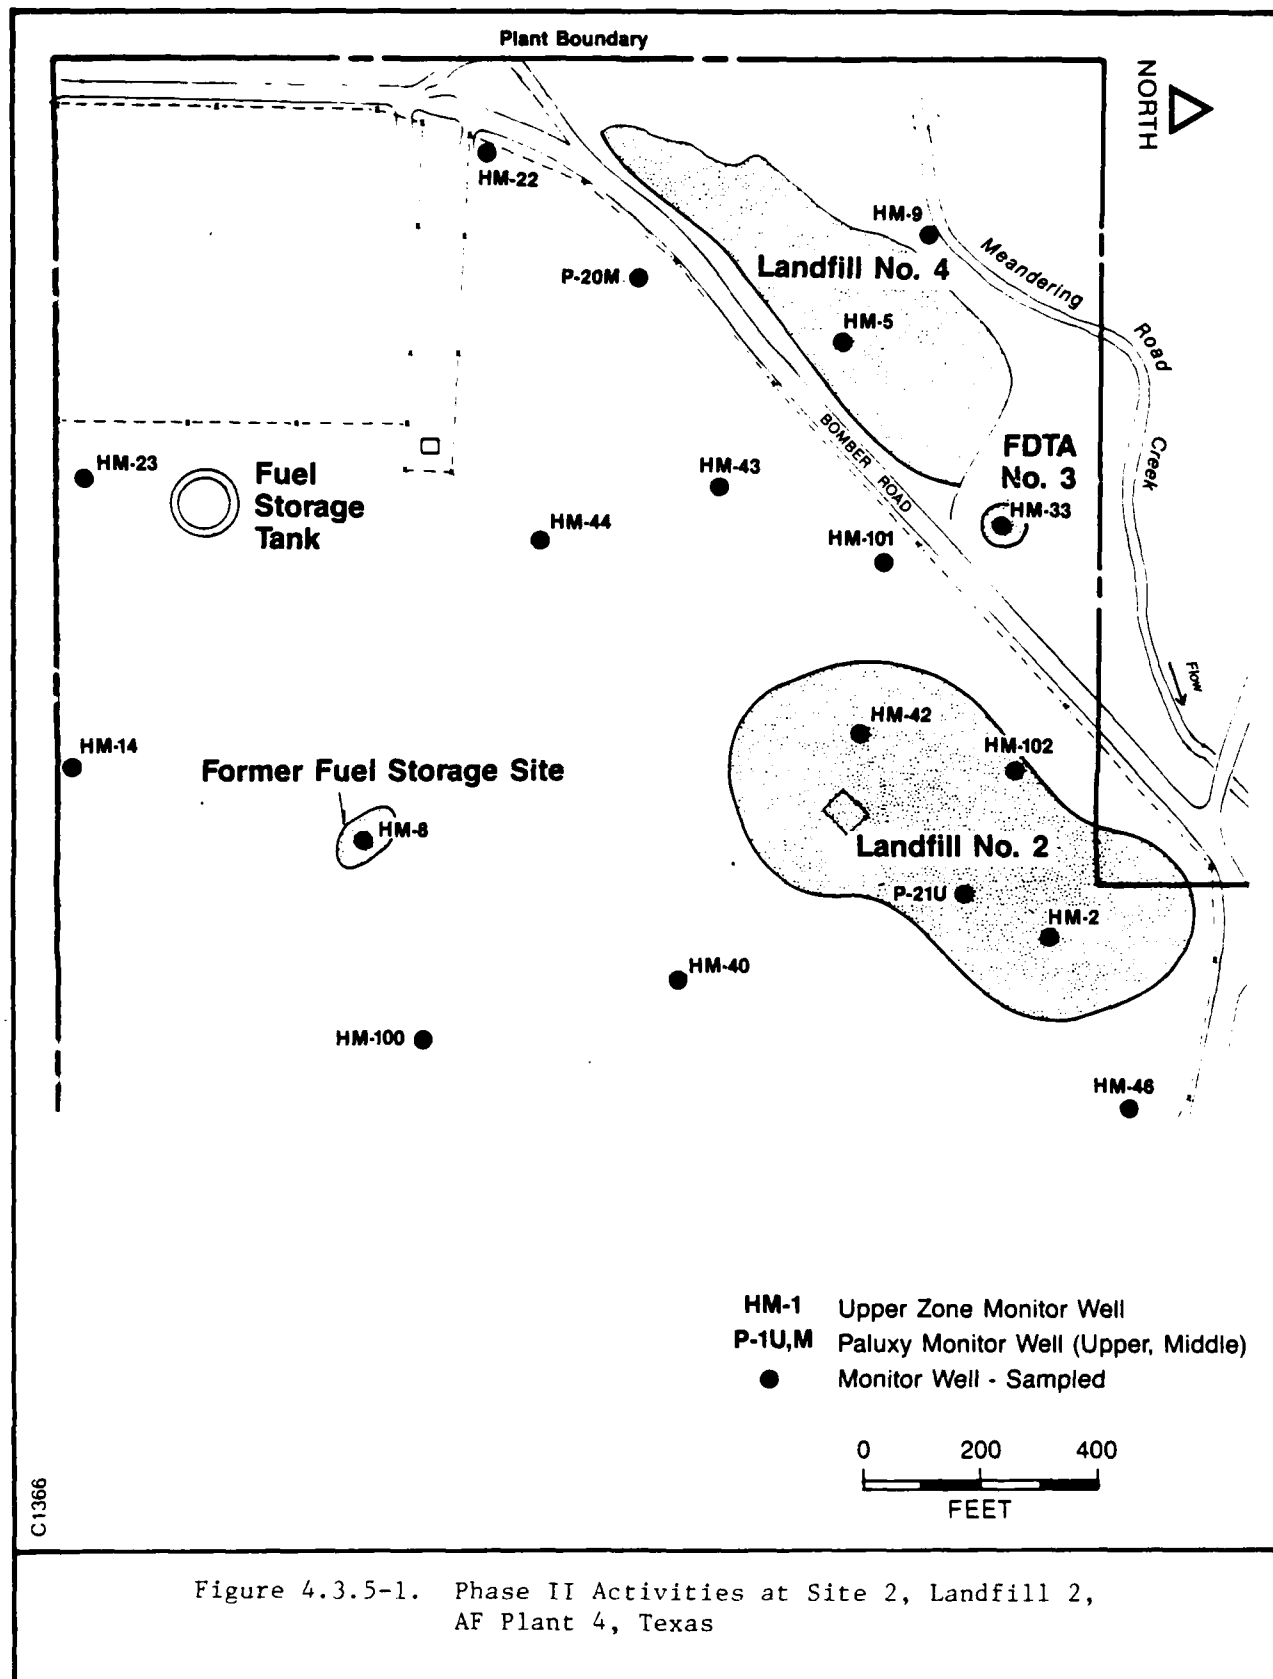 Plant Boundary
NORTH
HM-22
HM-9
Meandering Road Creek
Landfill No. 4
P-20M
HM-5
BOMBER ROAD
FDTA
No. 3
HM-33
HM-23
Fuel
Storage
Tank
HM-43
HM-44
HM-101
Flow
HM-42
HM-14
HM-102
Former Fuel Storage Site
HM-8
Landfill No. 2
P-21U
HM-2
HM-40
HM-100
HM-46
HM-1 Upper Zone Monitor Well
P-1U,M Paluxy Monitor Well (Upper, Middle)
Monitor Well - Sampled
0 200 400
FEET
C1366
Figure 4.3.5-1. Phase II Activities at Site 2, Landfill 2,
AF Plant 4, Texas